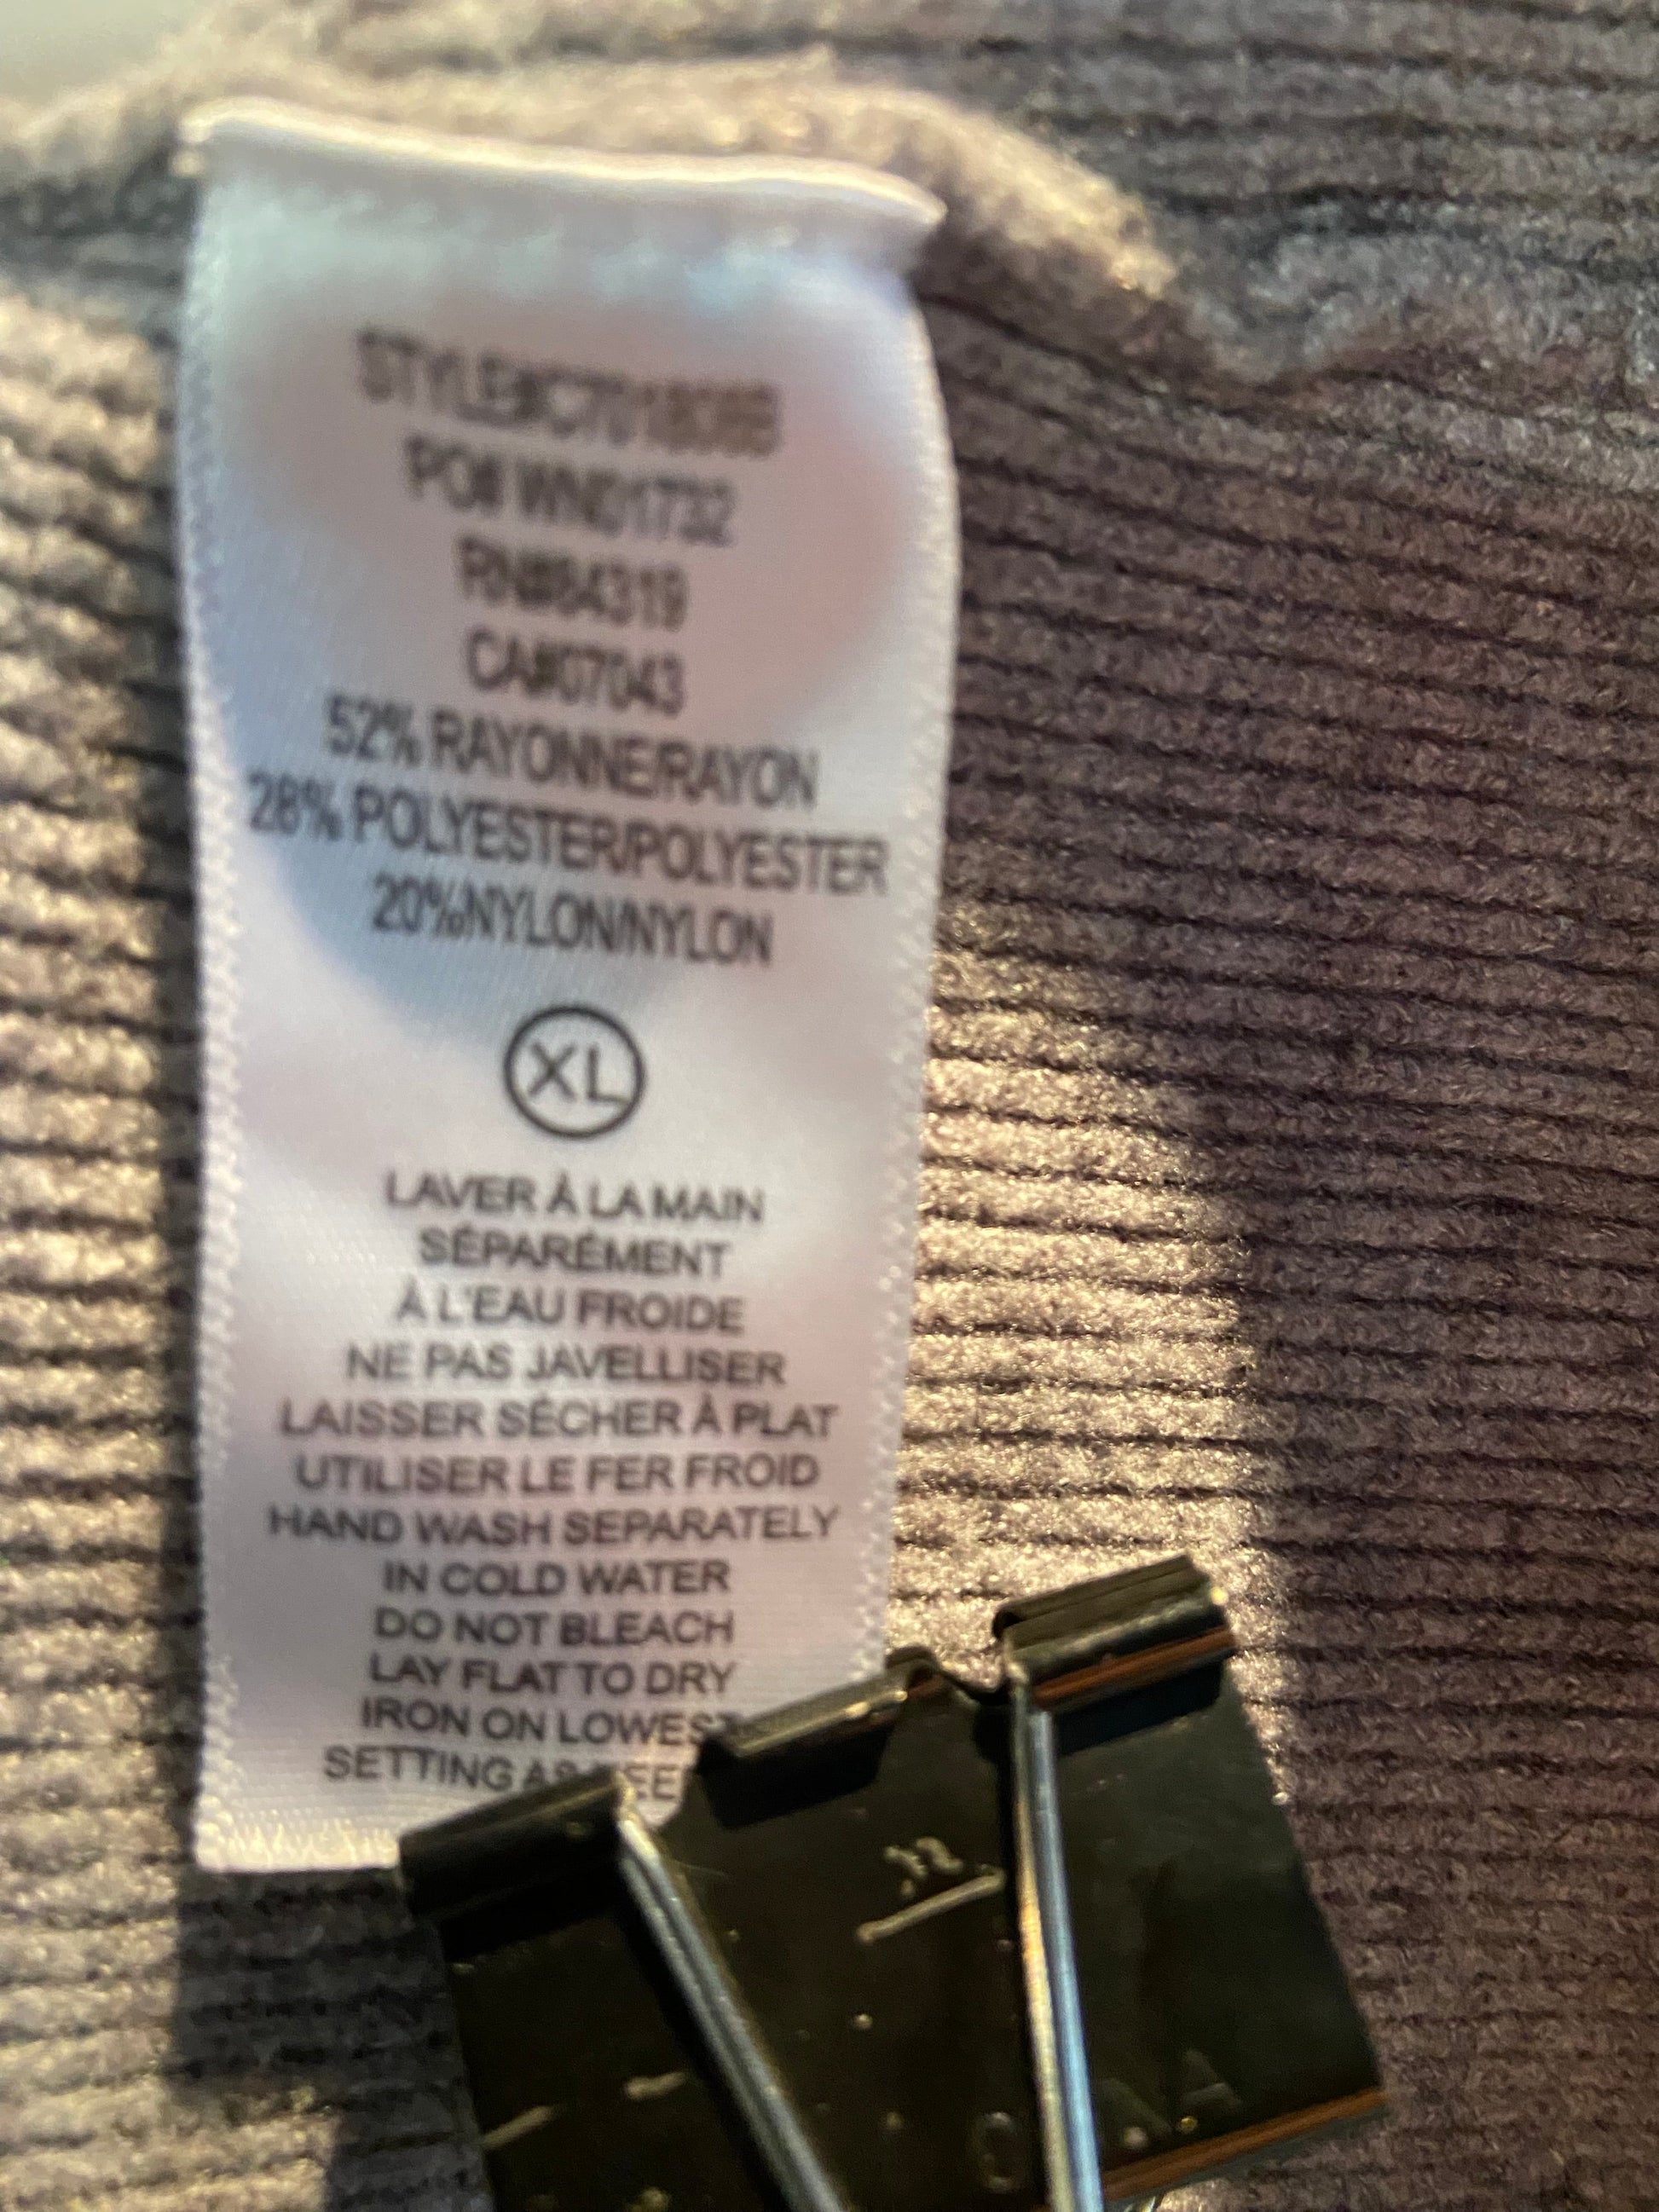 PO# WN01732
RN#84319
CA#07043
52% RAYONNE/RAYON
28% POLYESTER/POLYESTER
20%NYLON/NYLON
XL
LAVER À LA MAIN
SÉPARÉMENT
À L'EAU FROIDE
NE PAS JAVELLISER
LAISSER SÉCHER À PLAT
UTILISER LE FER FROID
HAND WASH SEPARATELY
IN COLD WATER
DO NOT BLEACH
LAY FLAT TO DRY
IRON ON LOWEST
SETTING AS